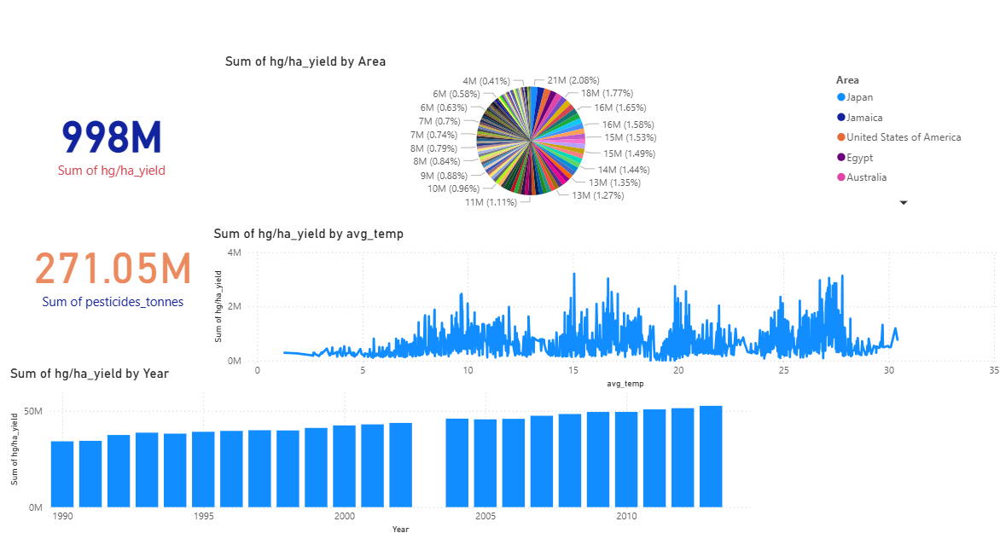 Sum of hg/ha_yield by Area
4M (0.41%)
6M (0.58%)
6M (0.63%)
7M (0.7%)
7M (0.74%)
8M (0.79%)
8M (0.84%)
9M (0.88%)
10M (0.96%)
11M (1.11%)
21M (2.08%)
18M (1.77%)
16M (1.65%)
16M (1.58%)
15M (1.53%)
15M (1.49%)
14M (1.44%)
13M (1.35%)
13M (1.27%)
Area
Japan
Jamaica
United States of America
Egypt
Australia
998M
Sum of hg/ha_yield
271.05M
Sum of pesticides_tonnes
Sum of hg/ha_yield by avg_temp
Sum of hg/ha_yield
4M
2M
0M
0 5 10 15 20 25 30 35
avg_temp
Sum of hg/ha_yield by Year
Sum of hg/ha_yield
50M
0M
1990 1995 2000 2005 2010
Year